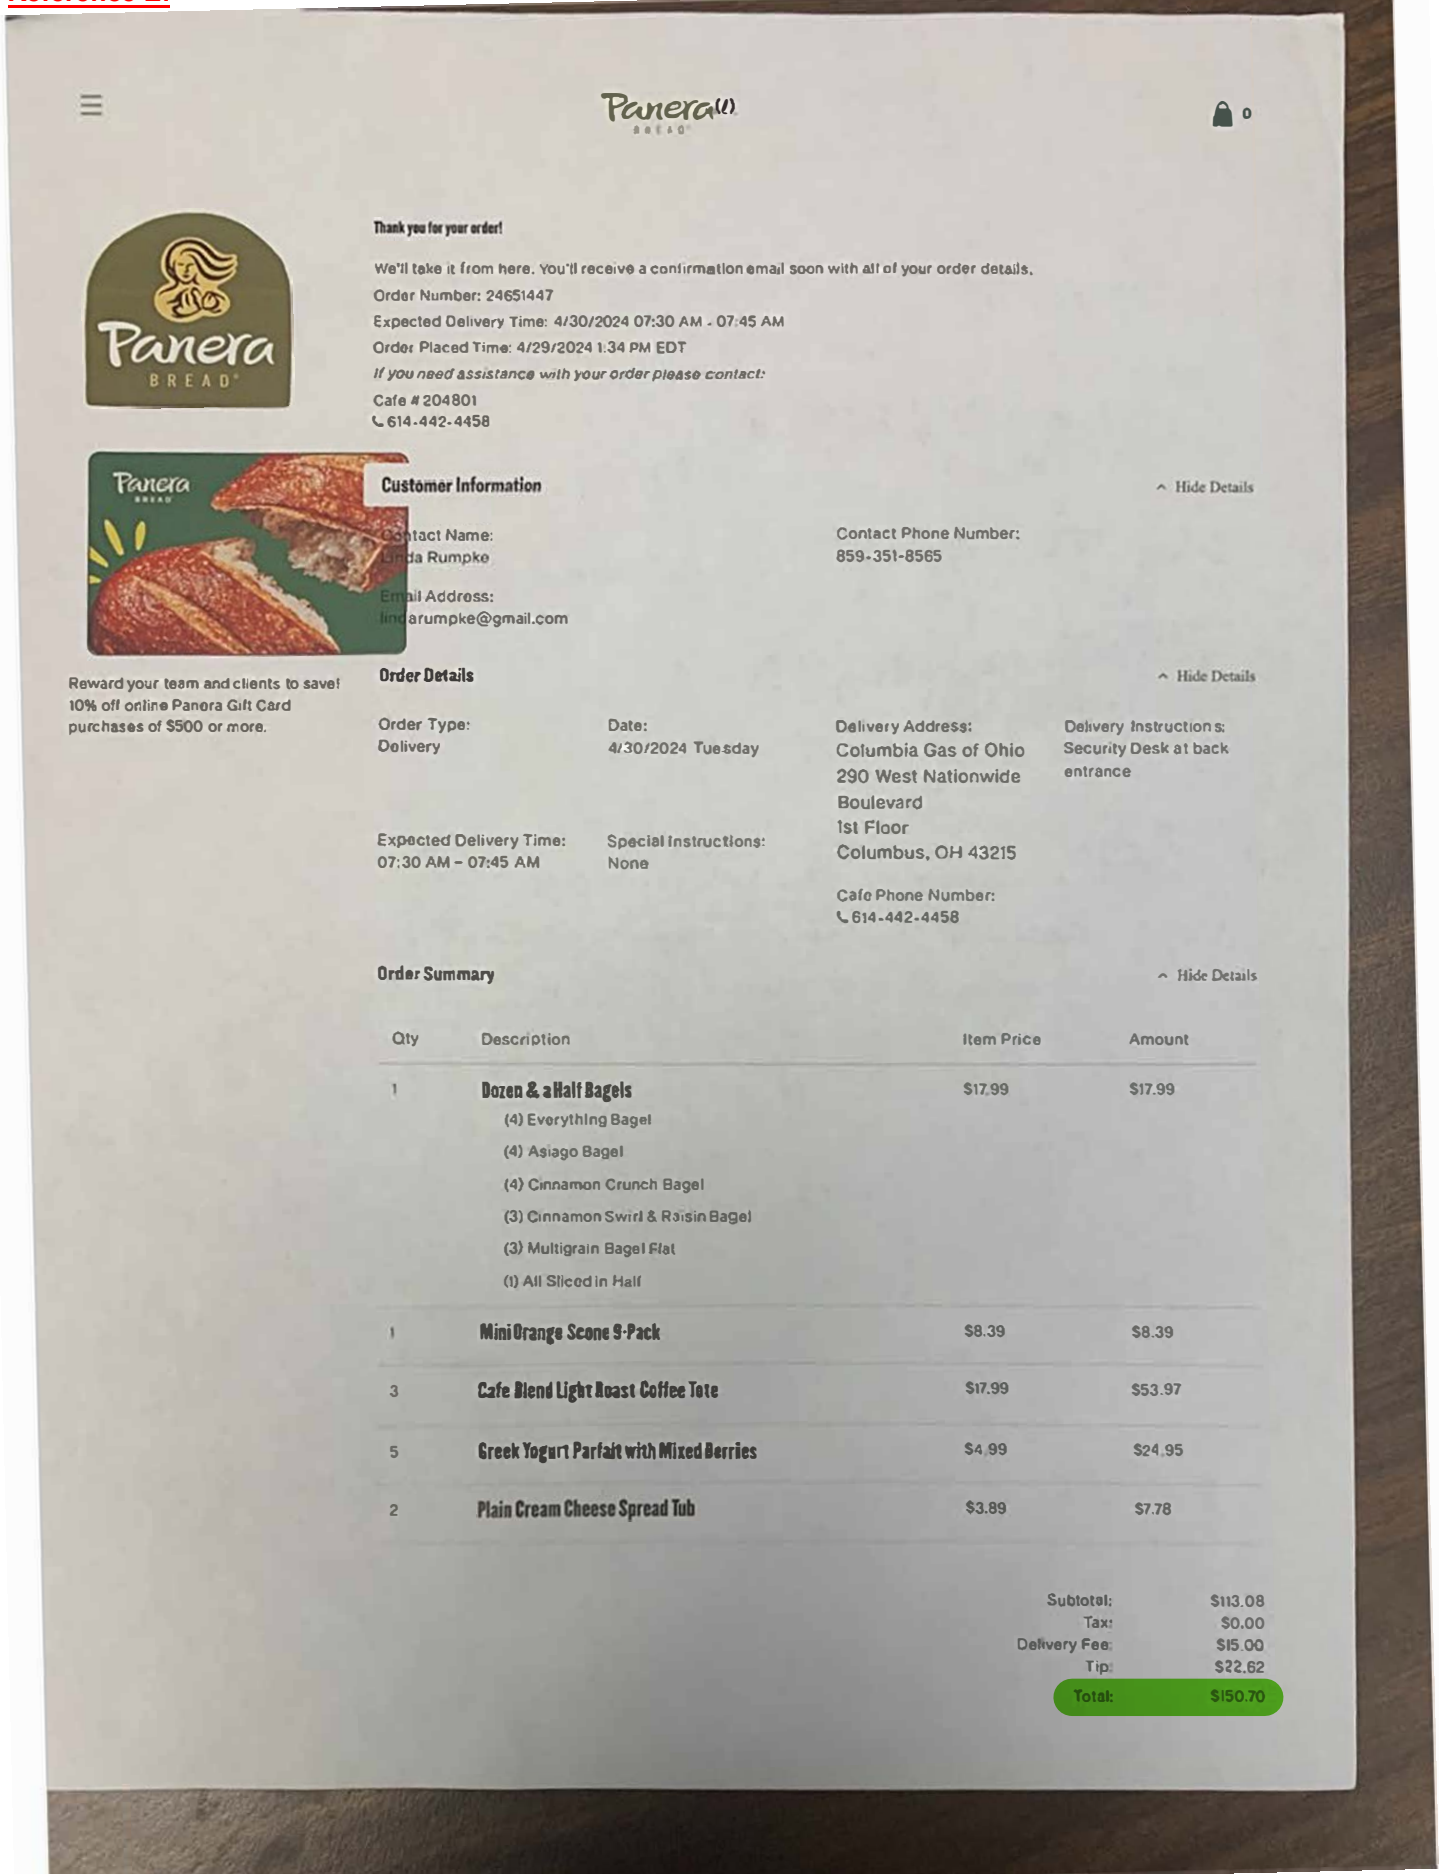 Panera
BREAD
0
Panera
BREAD
Thank you for your order!
We'll take it from here. You'll receive a confirmation email soon with all of your order details.
Order Number: 24651447
Expected Delivery Time: 4/30/2024 07:30 AM - 07:45 AM
Order Placed Time: 4/29/2024 1:34 PM EDT
If you need assistance with your order please contact:
Cafe # 204801
614-442-4458
Panera
BREAD
Reward your team and clients to save!
10% off online Panera Gift Card
purchases of $500 or more.
Customer Information
Hide Details
Contact Name:
Linda Rumpke
Contact Phone Number:
859-351-8565
Email Address:
lindarumpke@gmail.com
Order Details
Hide Details
Order Type:
Delivery
Date:
4/30/2024 Tuesday
Delivery Address:
Columbia Gas of Ohio
290 West Nationwide
Boulevard
1st Floor
Columbus, OH 43215
Delivery Instructions:
Security Desk at back
entrance
Expected Delivery Time:
07:30 AM - 07:45 AM
Special Instructions:
None
Cafe Phone Number:
614-442-4458
Order Summary
Hide Details
Qty Description Item Price Amount
1 Dozen & a Half Bagels $17.99 $17.99
(4) Everything Bagel
(4) Asiago Bagel
(4) Cinnamon Crunch Bagel
(3) Cinnamon Swirl & Raisin Bagel
(3) Multigrain Bagel Flat
(1) All Sliced in Half
1 Mini Orange Scone 9-Pack $8.39 $8.39
3 Cafe Blend Light Roast Coffee Tote $17.99 $53.97
5 Greek Yogurt Parfait with Mixed Berries $4.99 $24.95
2 Plain Cream Cheese Spread Tub $3.89 $7.78
Subtotal: $113.08
Tax: $0.00
Delivery Fee: $15.00
Tip: $22.62
Total: $150.70